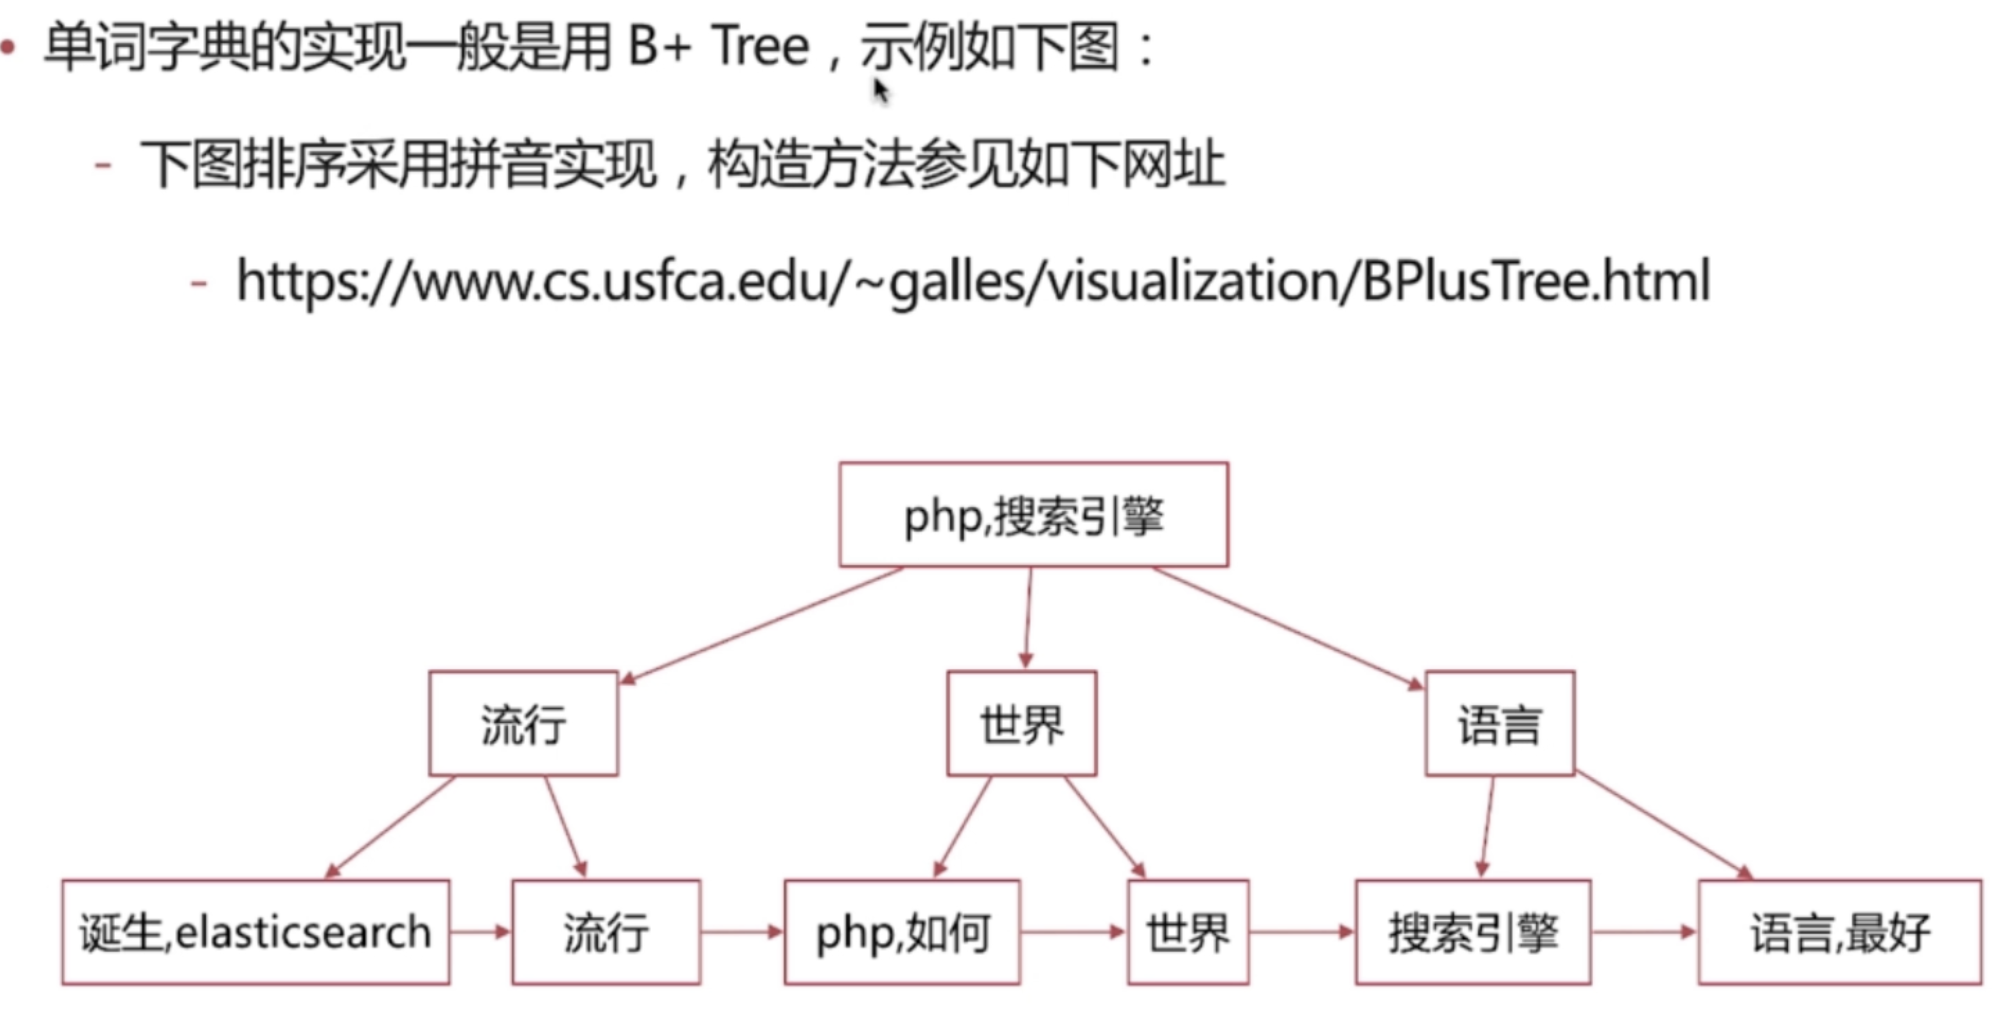 • 单词字典的实现一般是用 B+ Tree，示例如下图：
- 下图排序采用拼音实现，构造方法参见如下网址
- https://www.cs.usfca.edu/~galles/visualization/BPlusTree.html
php,搜索引擎
流行
世界
语言
诞生,elasticsearch
流行
php,如何
世界
搜索引擎
语言,最好